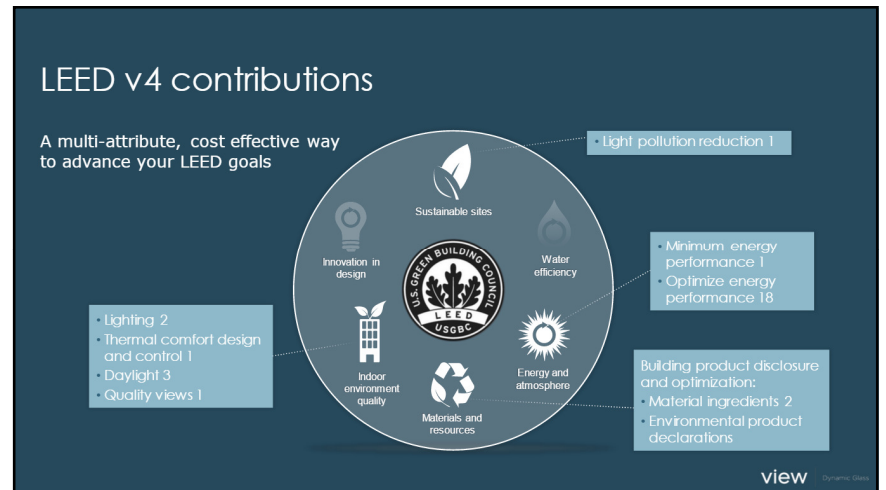 LEED v4 contributions
A multi-attribute, cost effective way
to advance your LEED goals
• Light pollution reduction 1
Sustainable sites
Innovation in
design
Water
efficiency
U.S. GREEN BUILDING COUNCIL
LEED
USGBC
• Minimum energy
performance 1
• Optimize energy
performance 18
• Lighting 2
• Thermal comfort design
and control 1
• Daylight 3
• Quality views 1
Indoor
environment
quality
Energy and
atmosphere
Materials and
resources
Building product disclosure
and optimization:
• Material ingredients 2
• Environmental product
declarations
view Dynamic Glass